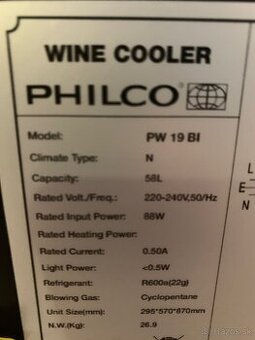 WINE COOLER
PHILCO
Model: PW 19 BI
Climate Type: N
Capacity: 58L
Rated Volt./Freq.: 220-240V,50/Hz
Rated Input Power: 88W
Rated Heating Power:
Rated Current: 0.50A
Light Power: <0.5W
Refrigerant: R600a(22g)
Blowing Gas: Cyclopentane
Unit Size(mm): 295*570*870mm
N.W.(Kg): 26.9
L
E
N